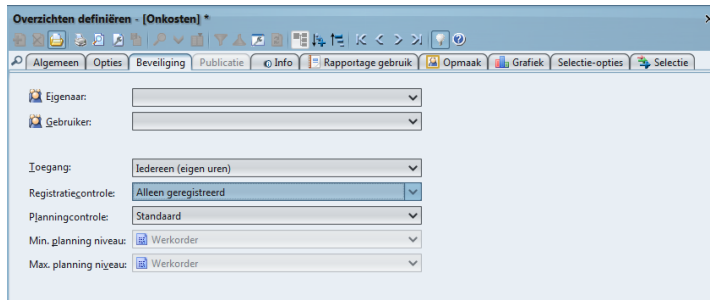 Overzichten definiëren - [Onkosten] *
Algemeen Opties Beveiliging Publicatie Info Rapportage gebruik Opmaak Grafiek Selectie-opties Selectie
Eigenaar:
Gebruiker:
Toegang: Iedereen (eigen uren)
Registratiecontrole: Alleen geregistreerd
Planningcontrole: Standaard
Min. planning niveau: Werkorder
Max. planning niveau: Werkorder